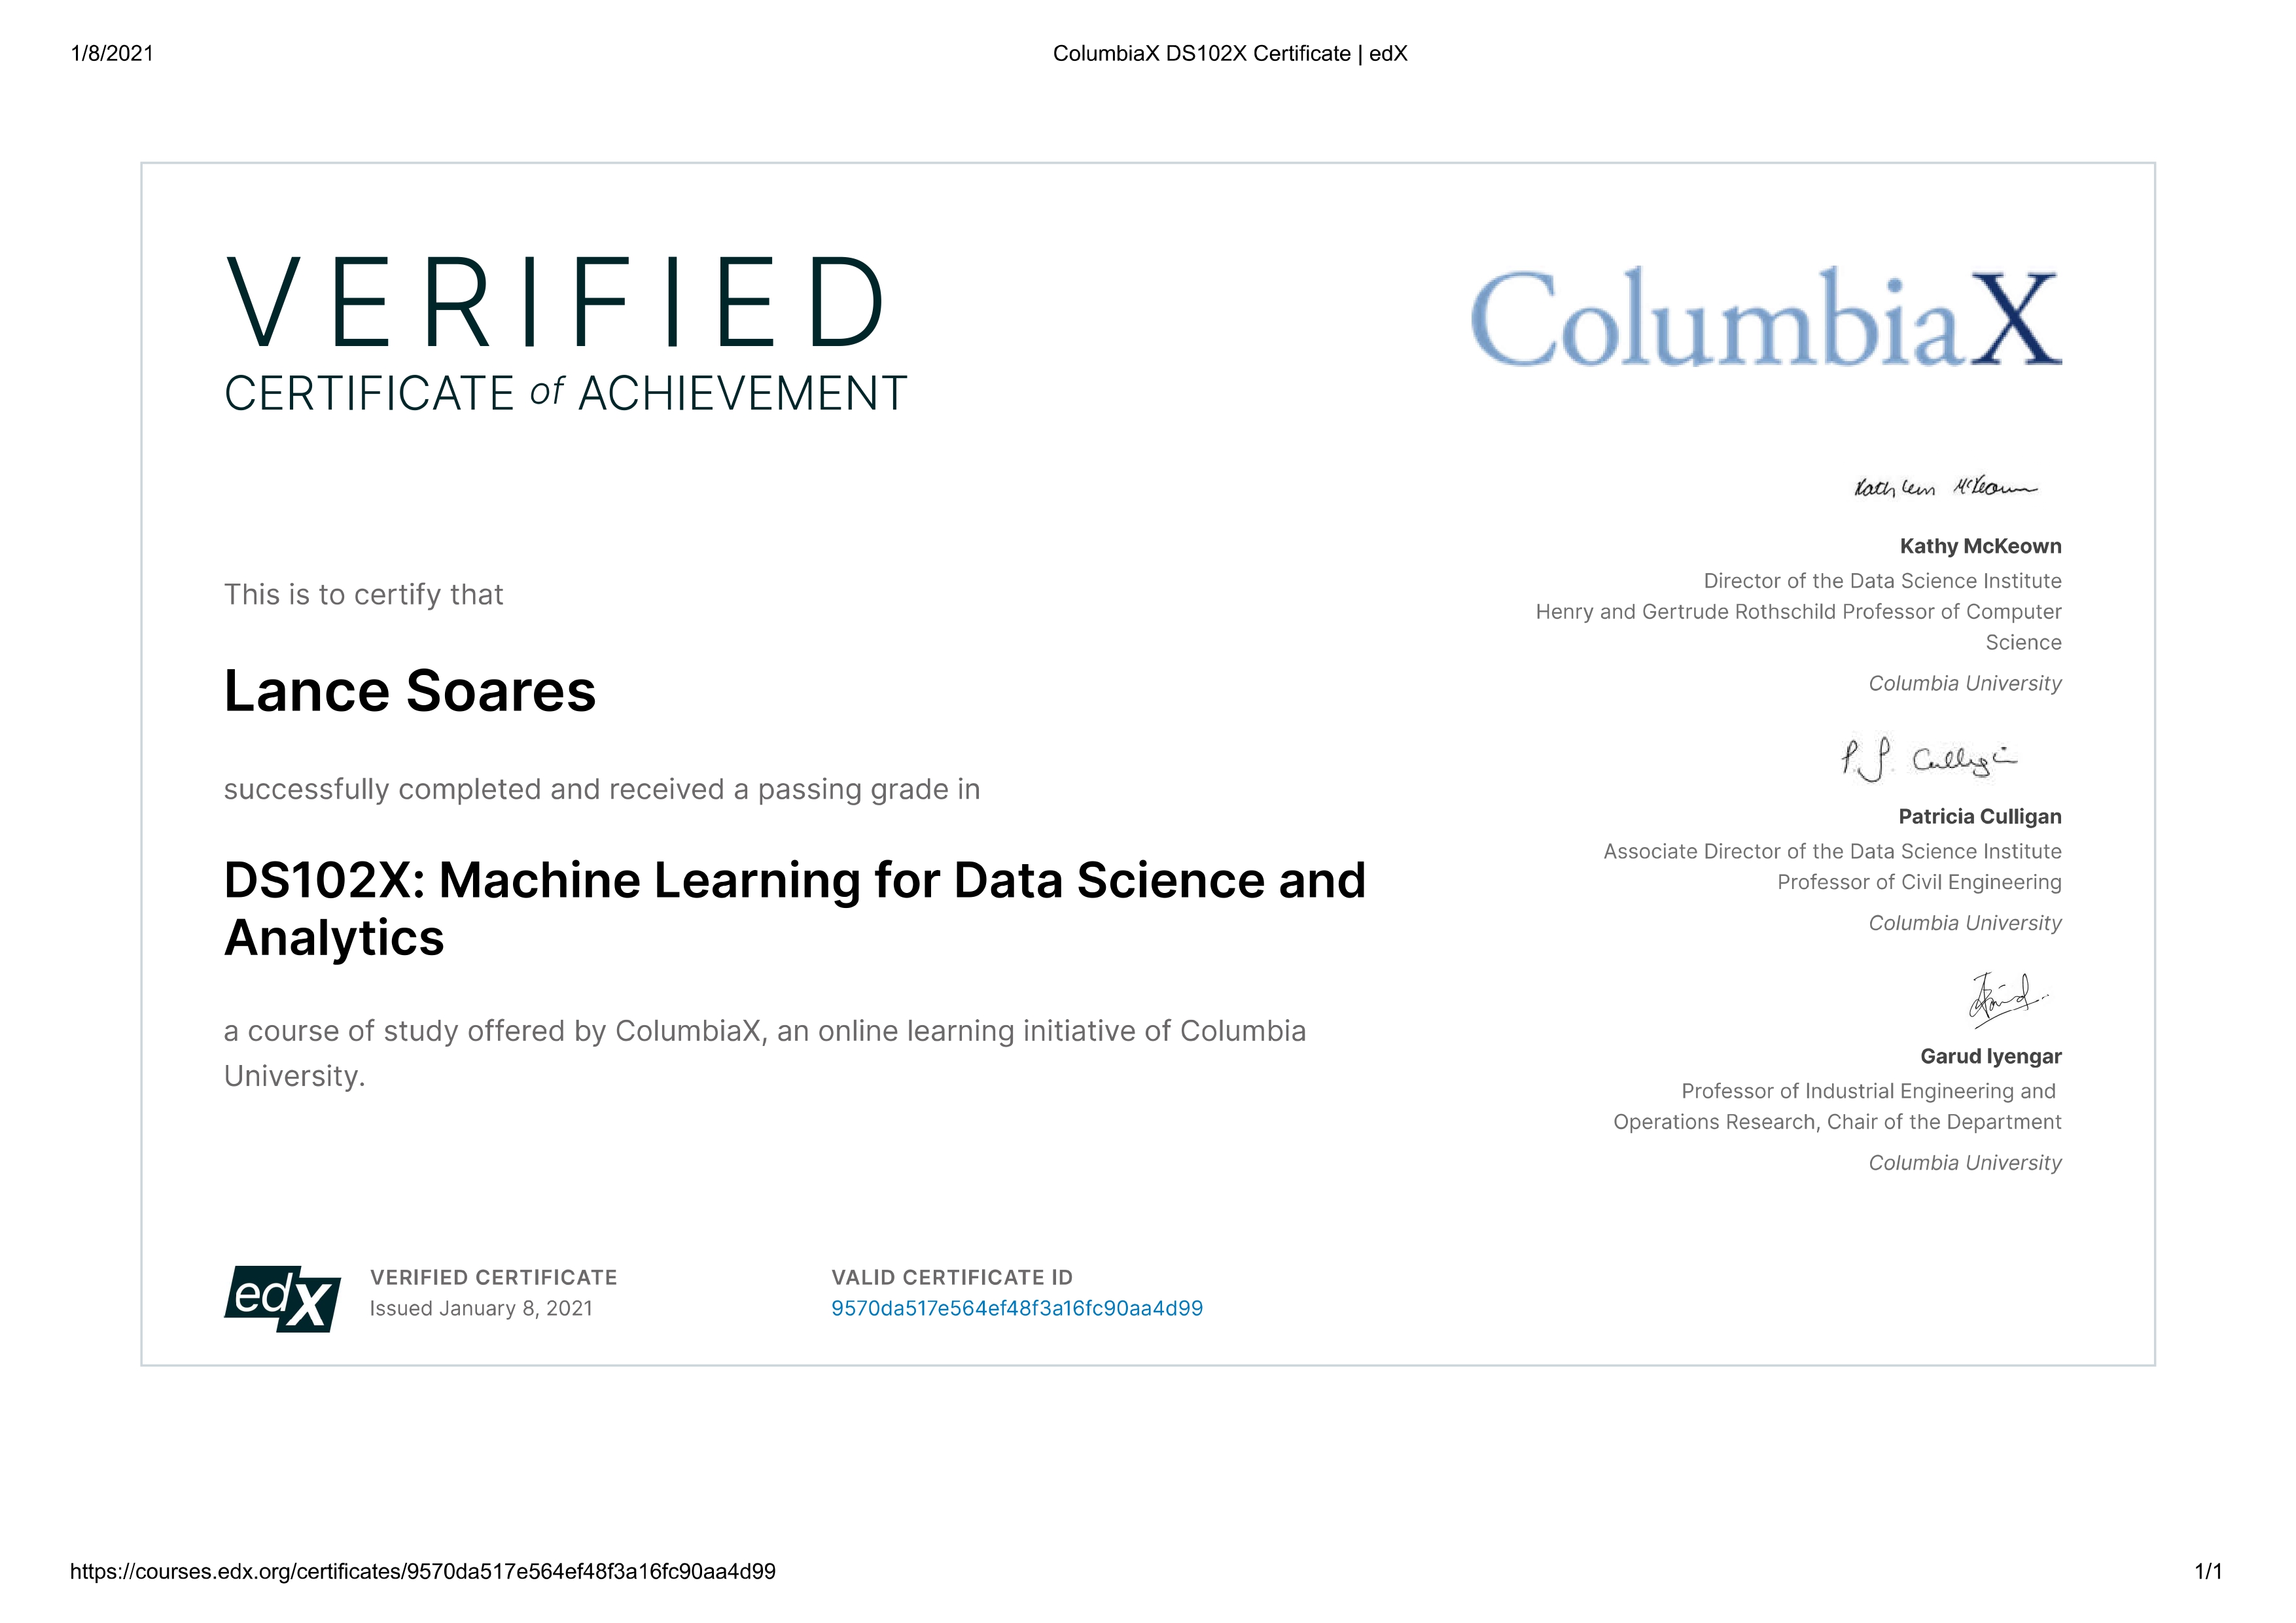 1/8/2021
ColumbiaX DS102X Certificate | edX
VERIFIED
CERTIFICATE of ACHIEVEMENT
ColumbiaX
This is to certify that
Lance Soares
successfully completed and received a passing grade in
DS102X: Machine Learning for Data Science and
Analytics
a course of study offered by ColumbiaX, an online learning initiative of Columbia
University.
Kathleen McKeown
Kathy McKeown
Director of the Data Science Institute
Henry and Gertrude Rothschild Professor of Computer
Science
Columbia University
P. J. Culligan
Patricia Culligan
Associate Director of the Data Science Institute
Professor of Civil Engineering
Columbia University
Garud Iyengar
Professor of Industrial Engineering and
Operations Research, Chair of the Department
Columbia University
edX
VERIFIED CERTIFICATE
Issued January 8, 2021
VALID CERTIFICATE ID
9570da517e564ef48f3a16fc90aa4d99
https://courses.edx.org/certificates/9570da517e564ef48f3a16fc90aa4d99
1/1